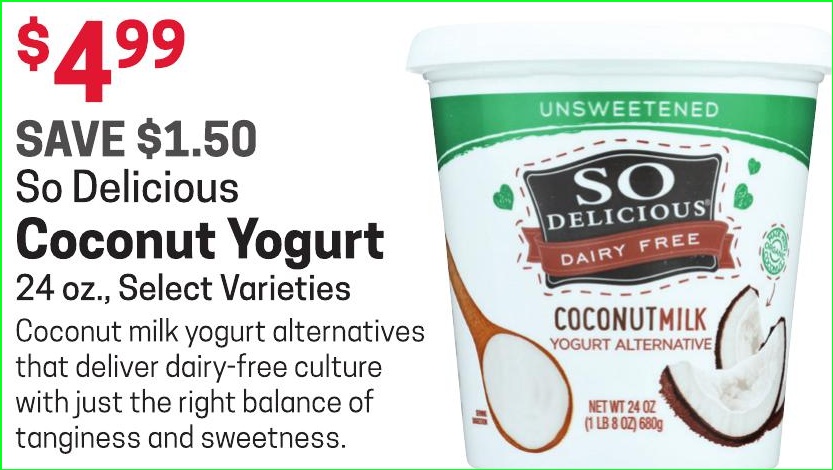 $4.99
SAVE $1.50
So Delicious
Coconut Yogurt
24 oz., Select Varieties
Coconut milk yogurt alternatives
that deliver dairy-free culture
with just the right balance of
tanginess and sweetness.
UNSWEETENED
SO
DELICIOUS®
DAIRY FREE
COCONUTMILK
YOGURT ALTERNATIVE
NET WT 24 OZ
(1 LB 8 OZ) 680g